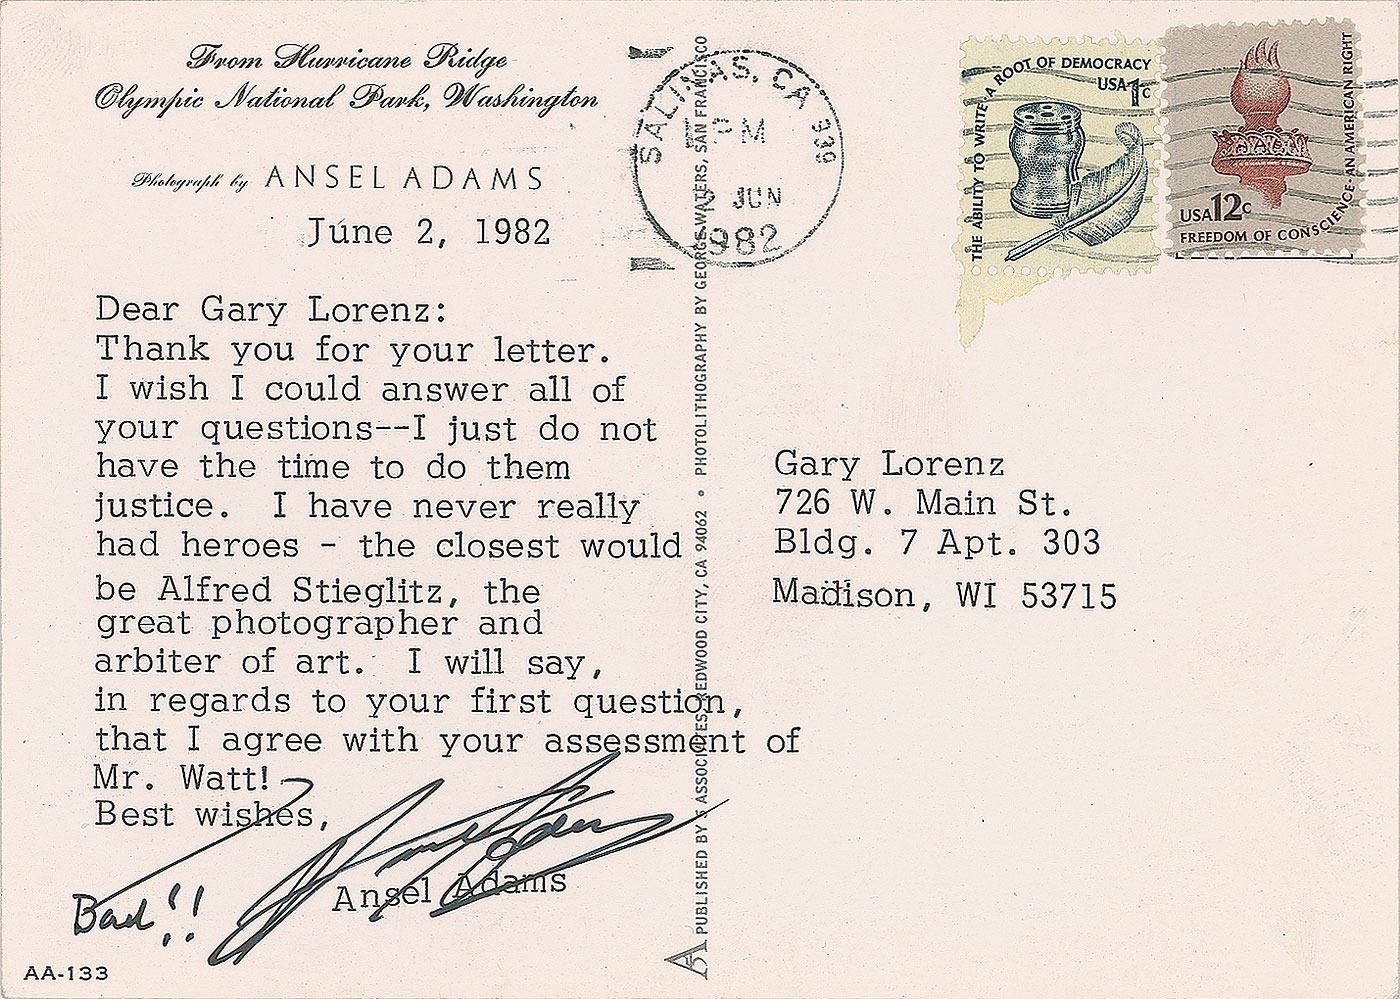 From Hurricane Ridge
Olympic National Park, Washington
Photograph by ANSEL ADAMS
June 2, 1982
Dear Gary Lorenz:
Thank you for your letter.
I wish I could answer all of
your questions--I just do not
have the time to do them
justice. I have never really
had heroes - the closest would
be Alfred Stieglitz, the
great photographer and
arbiter of art. I will say,
in regards to your first question,
that I agree with your assessment of
Mr. Watt!
Best wishes,
Ansel Adams
Ansel Adams
Bad!!
AA-133
PUBLISHED BY 5 ASSOCIATES, REDWOOD CITY, CA 94062 • PHOTOLITHOGRAPHY BY GEORGE WATERS, SAN FRANCISCO
A5
SALINAS, CA 939
PM
2 JUN
1982
THE ABILITY TO WRITE·A ROOT OF DEMOCRACY
USA 1c
USA 12c
FREEDOM OF CONSCIENCE·AN AMERICAN RIGHT
Gary Lorenz
726 W. Main St.
Bldg. 7 Apt. 303
Madison, WI 53715